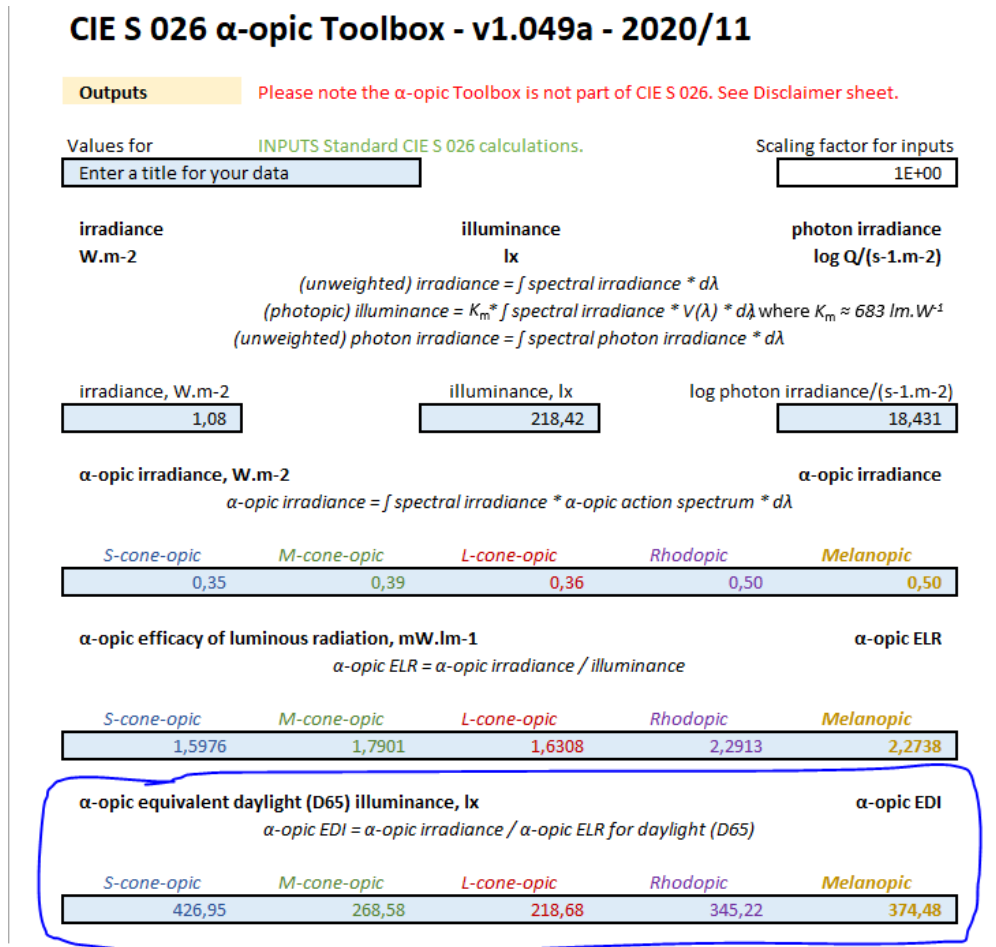 CIE S 026 α-opic Toolbox - v1.049a - 2020/11
Outputs Please note the α-opic Toolbox is not part of CIE S 026. See Disclaimer sheet.
Values for INPUTS Standard CIE S 026 calculations. Scaling factor for inputs
Enter a title for your data 1E+00
irradiance illuminance photon irradiance
W.m-2 lx log Q/(s-1.m-2)
(unweighted) irradiance = ∫ spectral irradiance * dλ
(photopic) illuminance = Km* ∫ spectral irradiance * V(λ) * dλ where Km ≈ 683 lm.W-1
(unweighted) photon irradiance = ∫ spectral photon irradiance * dλ
irradiance, W.m-2 illuminance, lx log photon irradiance/(s-1.m-2)
1,08 218,42 18,431
α-opic irradiance, W.m-2 α-opic irradiance
α-opic irradiance = ∫ spectral irradiance * α-opic action spectrum * dλ
S-cone-opic M-cone-opic L-cone-opic Rhodopic Melanopic
0,35 0,39 0,36 0,50 0,50
α-opic efficacy of luminous radiation, mW.lm-1 α-opic ELR
α-opic ELR = α-opic irradiance / illuminance
S-cone-opic M-cone-opic L-cone-opic Rhodopic Melanopic
1,5976 1,7901 1,6308 2,2913 2,2738
α-opic equivalent daylight (D65) illuminance, lx α-opic EDI
α-opic EDI = α-opic irradiance / α-opic ELR for daylight (D65)
S-cone-opic M-cone-opic L-cone-opic Rhodopic Melanopic
426,95 268,58 218,68 345,22 374,48